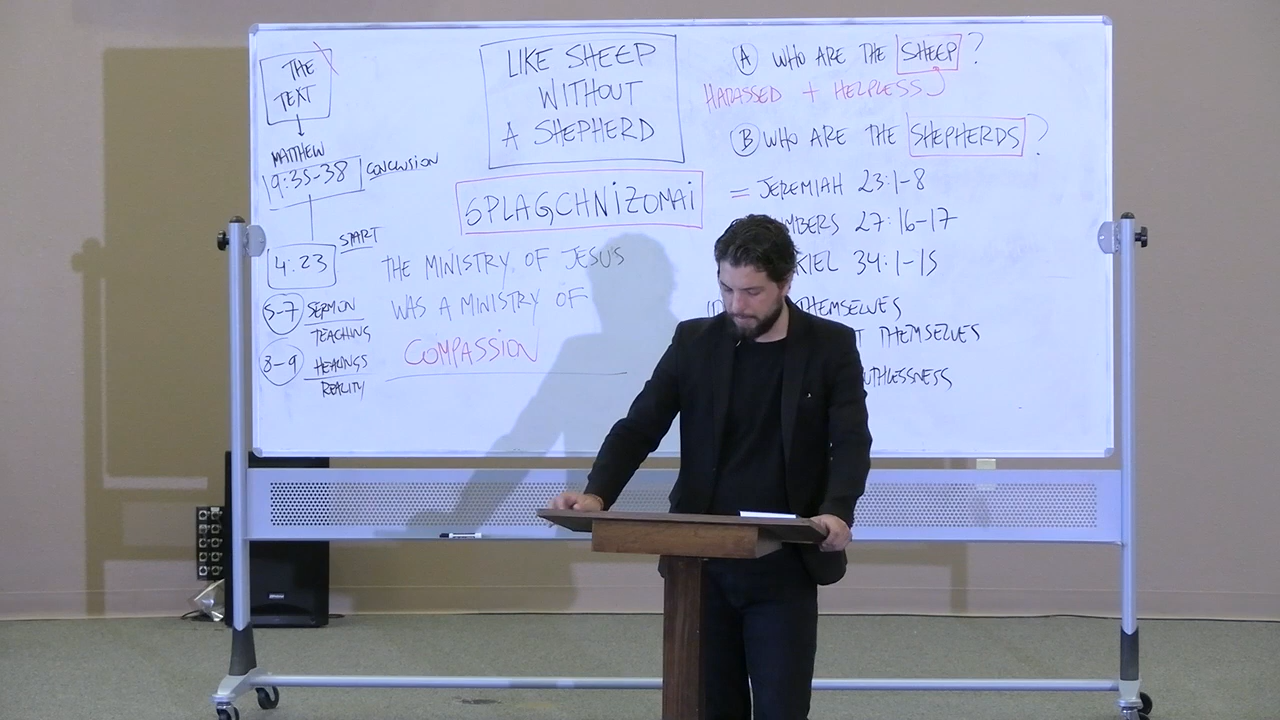 THE
TEXT
MATTHEW
9:35-38 CONCLUSION
4:23 START
5-7 SERMON
TEACHING
8-9 HEALINGS
REALITY
LIKE SHEEP
WITHOUT
A SHEPHERD
SPLAGCHNIZOMAI
THE MINISTRY OF JESUS
WAS A MINISTRY OF
COMPASSION
A WHO ARE THE SHEEP?
HARASSED + HELPLESS
B WHO ARE THE SHEPHERDS?
= JEREMIAH 23:1-8
27:16-17
34:1-15
THEMSELVES
THEMSELVES